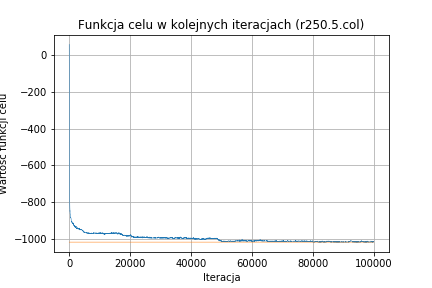 Funkcja celu w kolejnych iteracjach (r250.5.col)
Wartość funkcji celu
0
−200
−400
−600
−800
−1000
0 20000 40000 60000 80000 100000
Iteracja